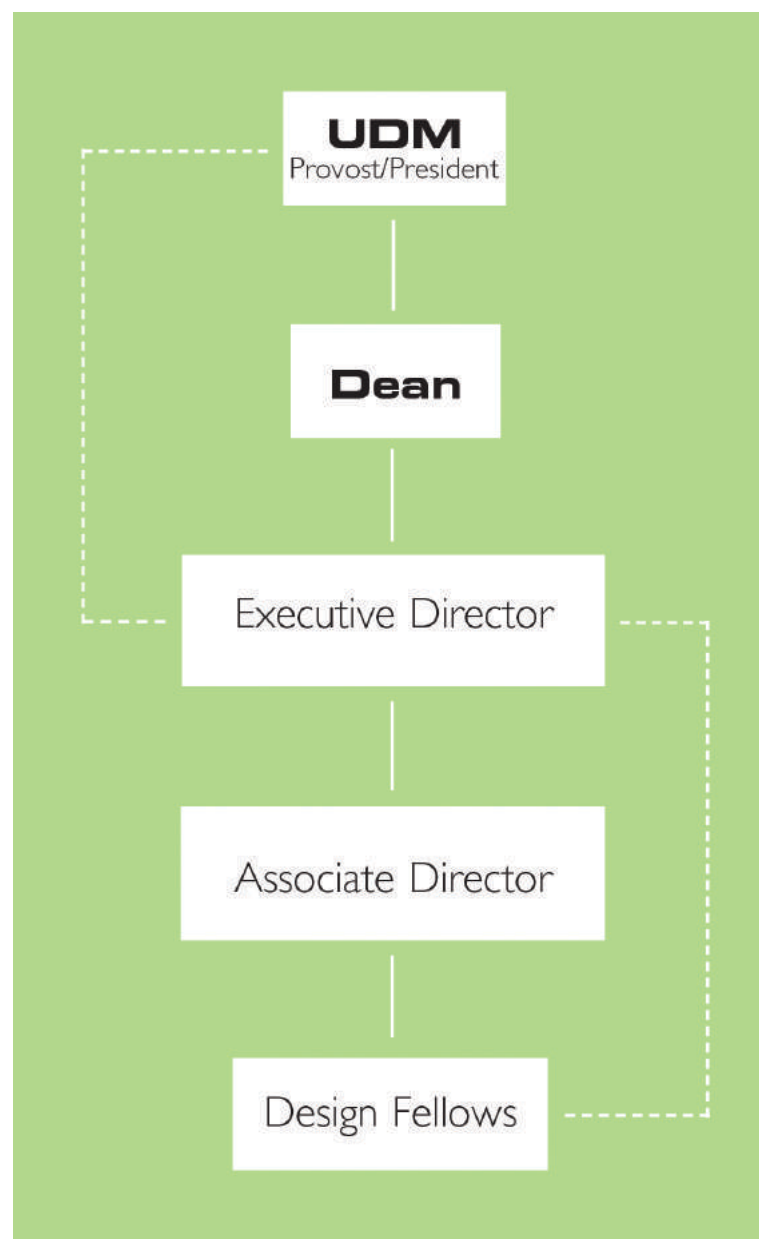 UDM
Provost/President
Dean
Executive Director
Associate Director
Design Fellows